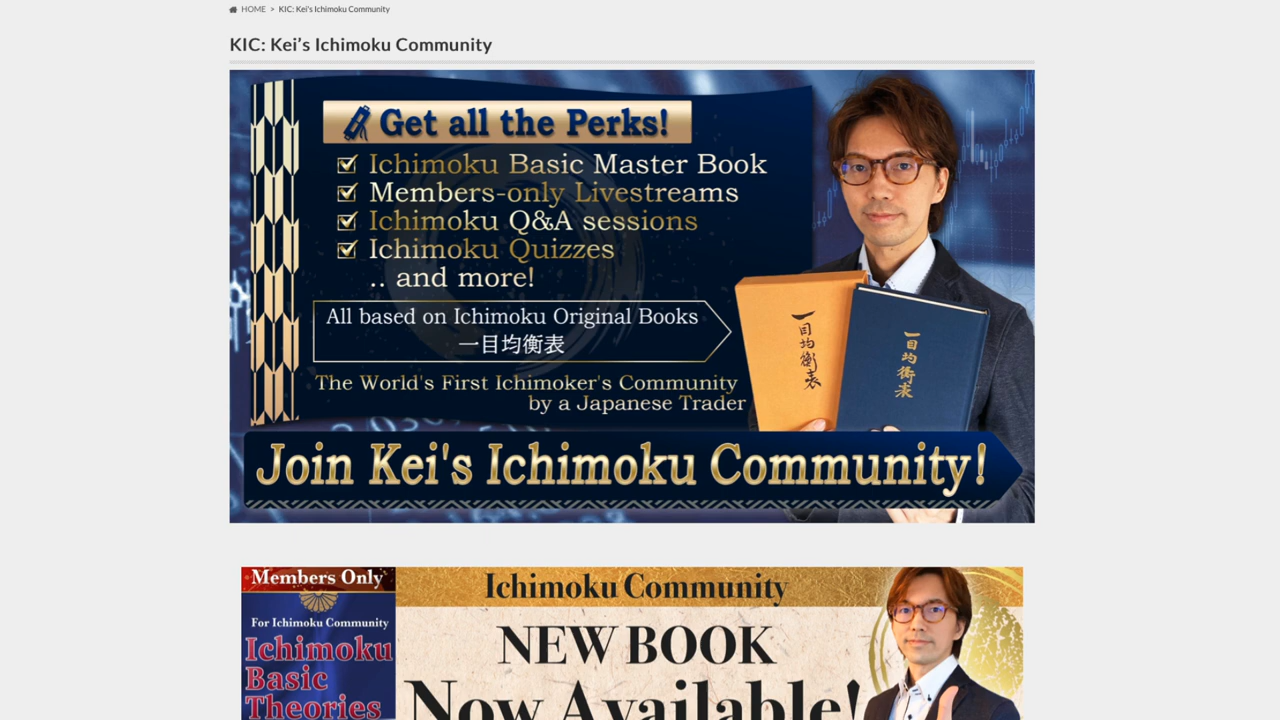 HOME > KIC: Kei's Ichimoku Community
KIC: Kei's Ichimoku Community
Get all the Perks!
Ichimoku Basic Master Book
Members-only Livestreams
Ichimoku Q&A sessions
Ichimoku Quizzes
.. and more!
All based on Ichimoku Original Books
一目均衡表
The World's First Ichimoker's Community
by a Japanese Trader
一目均衡表
一目均衡表
Join Kei's Ichimoku Community!
Members Only
For Ichimoku Community
Ichimoku
Basic
Theories
Ichimoku Community
NEW BOOK
Now Available!